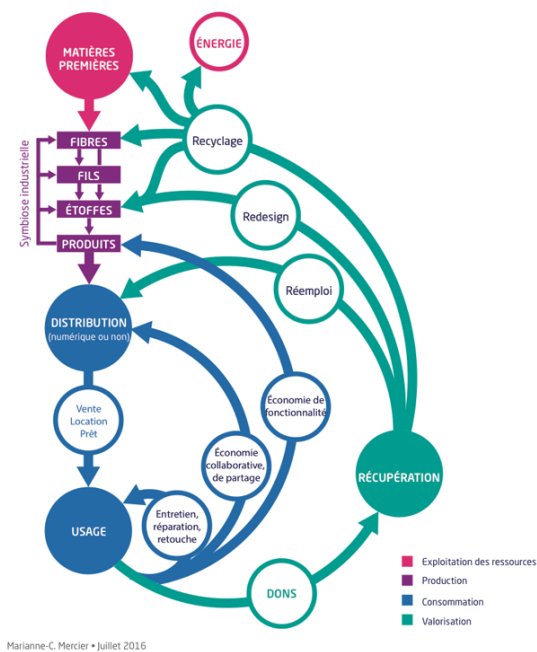 MATIÈRES
PREMIÈRES
ÉNERGIE
Recyclage
FIBRES
FILS
ÉTOFFES
PRODUITS
Symbiose industrielle
Redesign
Réemploi
DISTRIBUTION
(numérique ou non)
Vente
Location
Prêt
Économie de
fonctionnalité
Économie
collaborative,
de partage
RÉCUPÉRATION
USAGE
Entretien,
réparation,
retouche
DONS
Exploitation des ressources
Production
Consommation
Valorisation
Marianne-C. Mercier • Juillet 2016